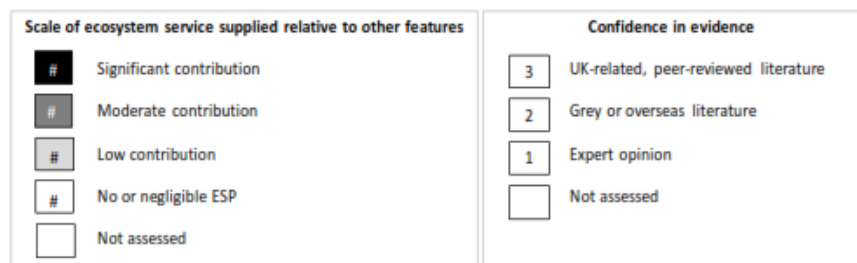 Scale of ecosystem service supplied relative to other features
# Significant contribution
# Moderate contribution
# Low contribution
# No or negligible ESP
Not assessed
Confidence in evidence
3 UK-related, peer-reviewed literature
2 Grey or overseas literature
1 Expert opinion
Not assessed